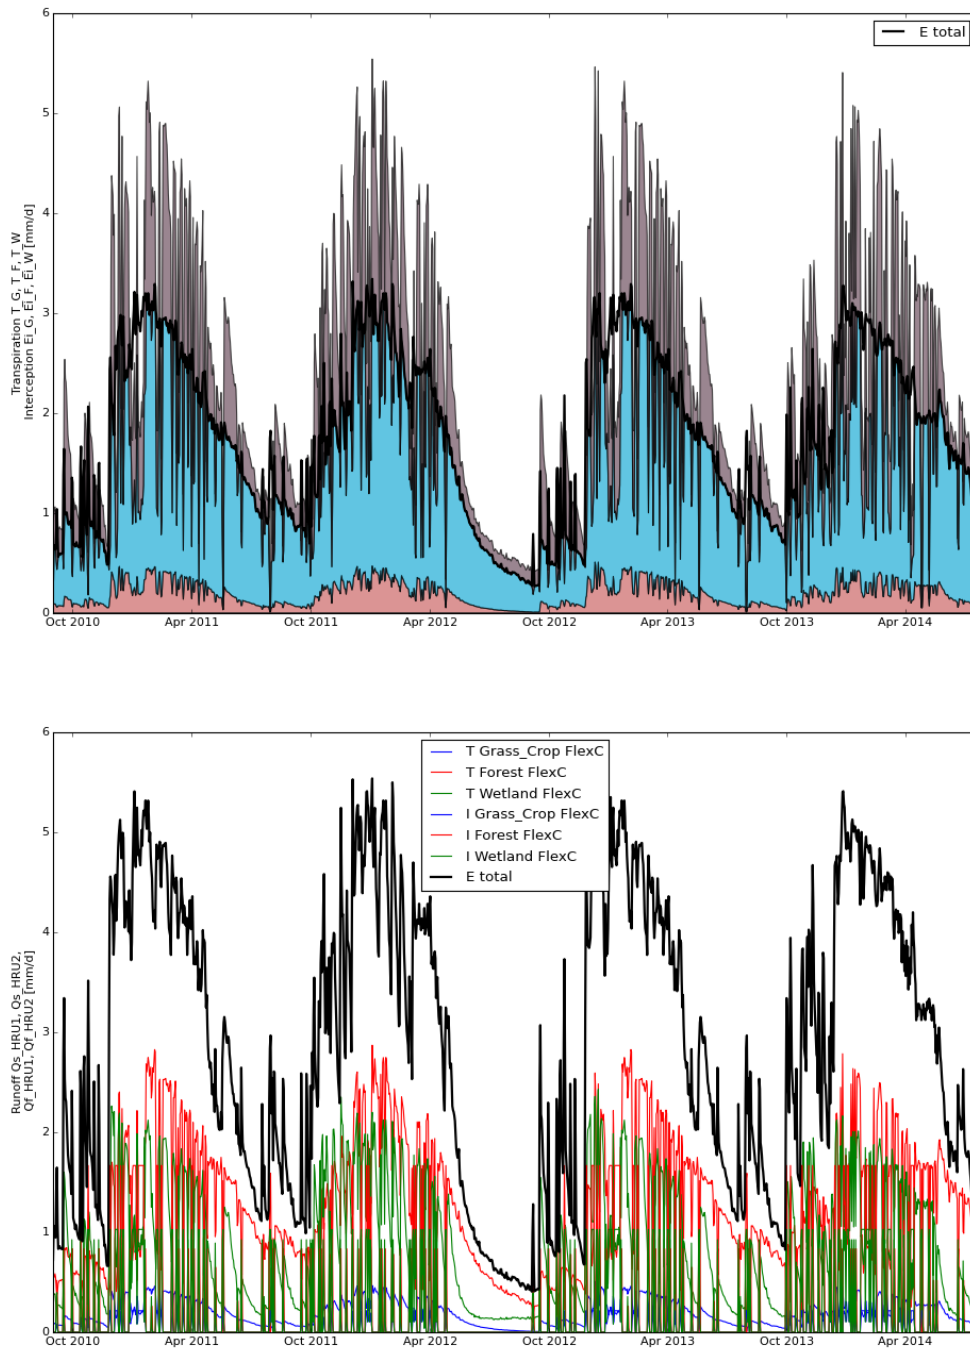 6
E total
5
4
3
2
1
0
Transpiration T_G, T_F, T_W
Interception Ei_G, Ei_F, Ei_W [mm/d]
Oct 2010
Apr 2011
Oct 2011
Apr 2012
Oct 2012
Apr 2013
Oct 2013
Apr 2014
6
T Grass_Crop FlexC
T Forest FlexC
T Wetland FlexC
I Grass_Crop FlexC
I Forest FlexC
I Wetland FlexC
E total
5
4
3
2
1
0
Runoff Qs_HRU1, Qs_HRU2,
Qf_HRU1, Qf_HRU2 [mm/d]
Oct 2010
Apr 2011
Oct 2011
Apr 2012
Oct 2012
Apr 2013
Oct 2013
Apr 2014